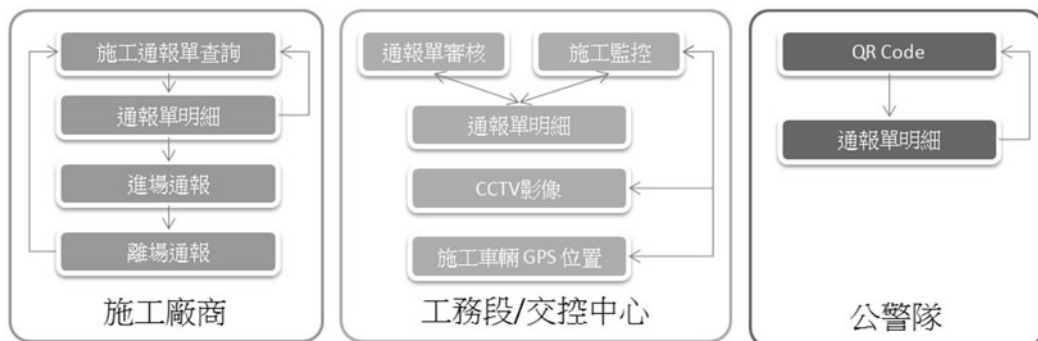 施工通報單查詢
通報單明細
進場通報
離場通報
施工廠商
通報單審核
施工監控
通報單明細
CCTV影像
施工車輛 GPS 位置
工務段/交控中心
QR Code
通報單明細
公警隊